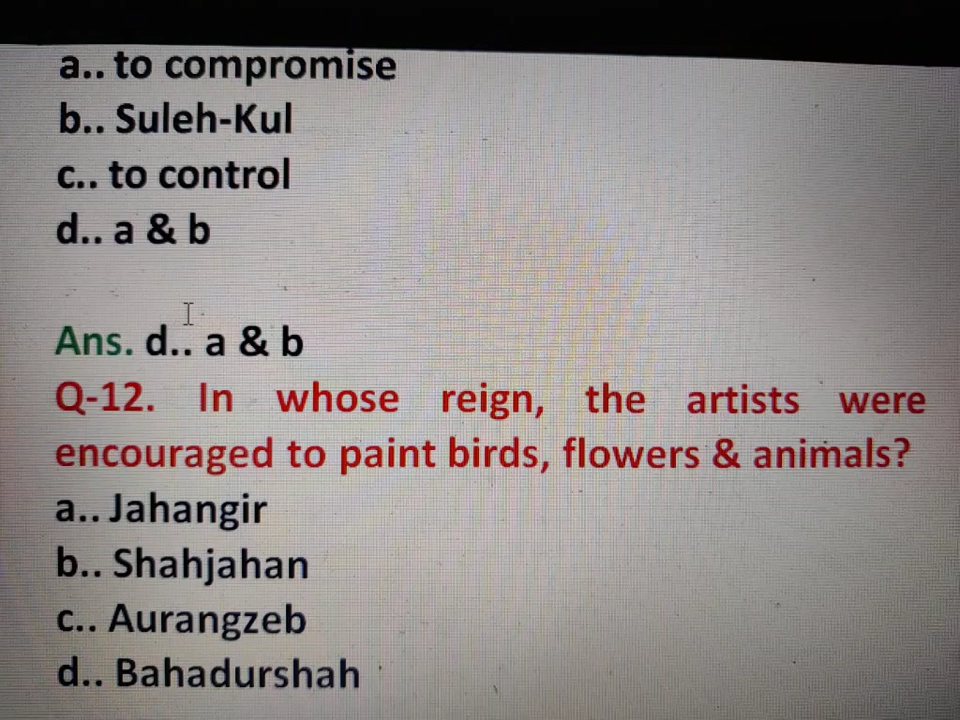 a.. to compromise
b.. Suleh-Kul
c.. to control
d.. a & b
Ans. d.. a & b
Q-12. In whose reign, the artists were
encouraged to paint birds, flowers & animals?
a.. Jahangir
b.. Shahjahan
c.. Aurangzeb
d.. Bahadurshah